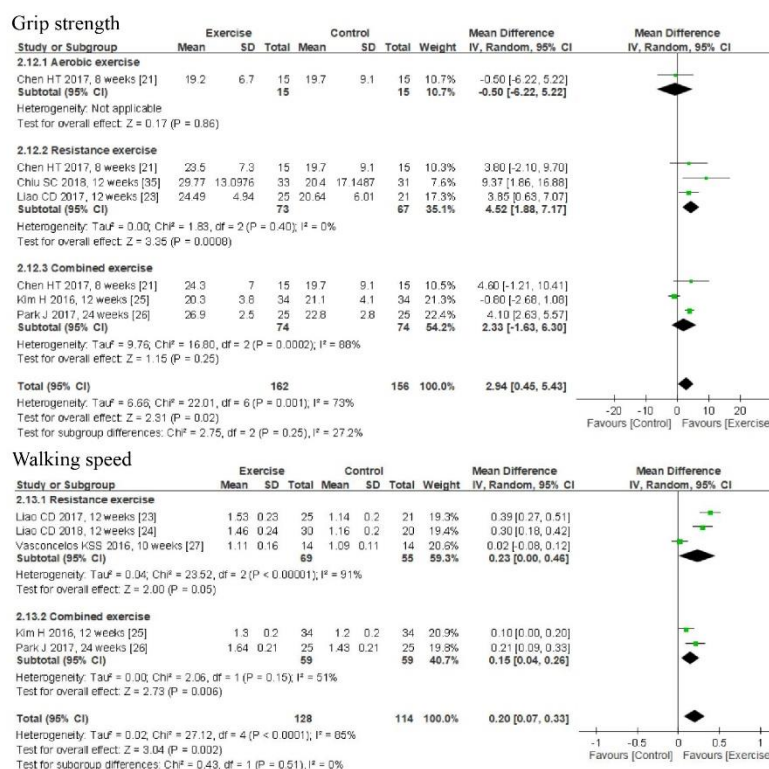 Grip strength
Exercise Control Mean Difference Mean Difference
Study or Subgroup Mean SD Total Mean SD Total Weight IV, Random, 95% CI IV, Random, 95% CI
2.12.1 Aerobic exercise
Chen HT 2017, 8 weeks [21] 19.2 6.7 15 19.7 9.1 15 10.7% -0.50 [-6.22, 5.22]
Subtotal (95% CI) 15 15 10.7% -0.50 [-6.22, 5.22]
Heterogeneity: Not applicable
Test for overall effect: Z = 0.17 (P = 0.86)
2.12.2 Resistance exercise
Chen HT 2017, 8 weeks [21] 23.5 7.3 15 19.7 9.1 15 10.3% 3.80 [-2.10, 9.70]
Chiu SC 2018, 12 weeks [35] 29.77 13.0976 33 20.4 17.1487 31 7.6% 9.37 [1.86, 16.88]
Liao CD 2017, 12 weeks [23] 24.49 4.94 25 20.64 6.01 21 17.3% 3.85 [0.63, 7.07]
Subtotal (95% CI) 73 67 35.1% 4.52 [1.88, 7.17]
Heterogeneity: Tau² = 0.00; Chi² = 1.83, df = 2 (P = 0.40); I² = 0%
Test for overall effect: Z = 3.35 (P = 0.0008)
2.12.3 Combined exercise
Chen HT 2017, 8 weeks [21] 24.3 7 15 19.7 9.1 15 10.5% 4.60 [-1.21, 10.41]
Kim H 2016, 12 weeks [25] 20.3 3.8 34 21.1 4.1 34 21.3% -0.80 [-2.68, 1.08]
Park J 2017, 24 weeks [26] 26.9 2.5 25 22.8 2.8 25 22.4% 4.10 [2.63, 5.57]
Subtotal (95% CI) 74 74 54.2% 2.33 [-1.63, 6.30]
Heterogeneity: Tau² = 9.76; Chi² = 16.80, df = 2 (P = 0.0002); I² = 88%
Test for overall effect: Z = 1.15 (P = 0.25)
Total (95% CI) 162 156 100.0% 2.94 [0.45, 5.43]
Heterogeneity: Tau² = 6.66; Chi² = 22.01, df = 6 (P = 0.001); I² = 73%
Test for overall effect: Z = 2.31 (P = 0.02)
Test for subgroup differences: Chi² = 2.75, df = 2 (P = 0.25), I² = 27.2%
-20 -10 0 10 20
Favours [Control] Favours [Exercise
Walking speed
Exercise Control Mean Difference Mean Difference
Study or Subgroup Mean SD Total Mean SD Total Weight IV, Random, 95% CI IV, Random, 95% CI
2.13.1 Resistance exercise
Liao CD 2017, 12 weeks [23] 1.53 0.23 25 1.14 0.2 21 19.3% 0.39 [0.27, 0.51]
Liao CD 2018, 12 weeks [24] 1.46 0.24 30 1.16 0.2 20 19.4% 0.30 [0.18, 0.42]
Vasconcelos KSS 2016, 10 weeks [27] 1.11 0.16 14 1.09 0.11 14 20.6% 0.02 [-0.08, 0.12]
Subtotal (95% CI) 69 55 59.3% 0.23 [0.00, 0.46]
Heterogeneity: Tau² = 0.04; Chi² = 23.52, df = 2 (P < 0.00001); I² = 91%
Test for overall effect: Z = 2.00 (P = 0.05)
2.13.2 Combined exercise
Kim H 2016, 12 weeks [25] 1.3 0.2 34 1.2 0.2 34 20.9% 0.10 [0.00, 0.20]
Park J 2017, 24 weeks [26] 1.64 0.21 25 1.43 0.21 25 19.8% 0.21 [0.09, 0.33]
Subtotal (95% CI) 59 59 40.7% 0.15 [0.04, 0.26]
Heterogeneity: Tau² = 0.00; Chi² = 2.06, df = 1 (P = 0.15); I² = 51%
Test for overall effect: Z = 2.73 (P = 0.006)
Total (95% CI) 128 114 100.0% 0.20 [0.07, 0.33]
Heterogeneity: Tau² = 0.02; Chi² = 27.12, df = 4 (P < 0.0001); I² = 85%
Test for overall effect: Z = 3.04 (P = 0.002)
Test for subgroup differences: Chi² = 0.43, df = 1 (P = 0.51), I² = 0%
-1 -0.5 0 0.5 1
Favours [Control] Favours [Exercise